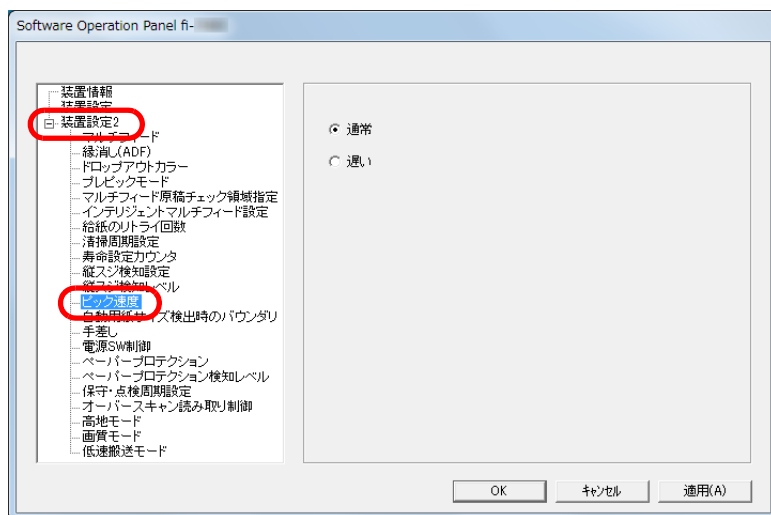 Software Operation Panel fi-
装置情報
装置設定
装置設定2
マルチフィード
縁消し(ADF)
ドロップアウトカラー
プレピックモード
マルチフィード原稿チェック領域指定
インテリジェントマルチフィード設定
給紙のリトライ回数
清掃周期設定
寿命設定カウンタ
縦スジ検知設定
縦スジ検知レベル
ピック速度
自動用紙サイズ検出時のバウンダリ
手差し
電源SW制御
ペーパープロテクション
ペーパープロテクション検知レベル
保守・点検周期設定
オーバースキャン読み取り制御
高地モード
画質モード
低速搬送モード
通常
遅い
OK
キャンセル
適用(A)